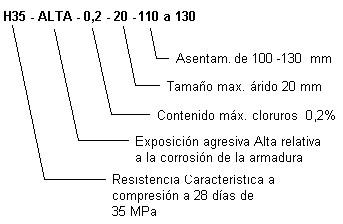 H35 - ALTA - 0,2 - 20 -110 a 130
Asentam. de 100 -130 mm
Tamaño max. árido 20 mm
Contenido máx. cloruros 0,2%
Exposición agresiva Alta relativa
a la corrosión de la armadura
Resistencia Característica a
compresión a 28 días de
35 MPa